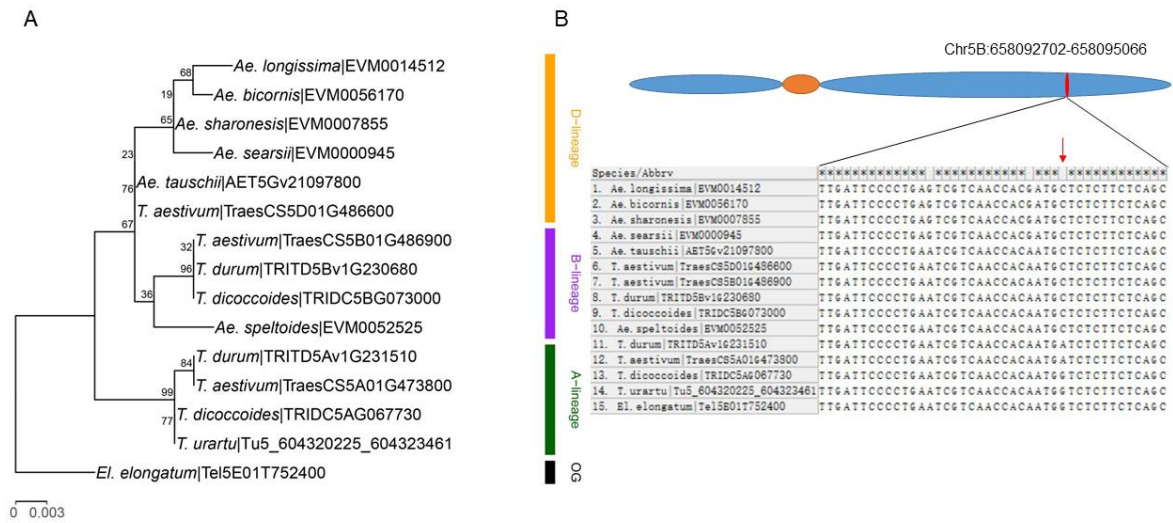 A
B
Ae. longissima|EVM0014512
Ae. bicornis|EVM0056170
Ae. sharonesis|EVM0007855
Ae. searsii|EVM0000945
Ae. tauschii|AET5Gv21097800
T. aestivum|TraesCS5D01G486600
T. aestivum|TraesCS5B01G486900
T. durum|TRITD5Bv1G230680
T. dicoccoides|TRIDC5BG073000
Ae. speltoides|EVM0052525
T. durum|TRITD5Av1G231510
T. aestivum|TraesCS5A01G473800
T. dicoccoides|TRIDC5AG067730
T. urartu|Tu5_604320225_604323461
El. elongatum|Tel5E01T752400
68
19
65
23
76
67
32
96
36
84
99
77
0 0.003
D-lineage
B-lineage
A-lineage
OG
Chr5B:658092702-658095066
Species/Abbrv ************* *********** *** ************
1. Ae. longissima|EVM0014512 TTGATTCCCCTGAGTCGTCAACCACGATGCTCTCTTCTCAGC
2. Ae. bicornis|EVM0056170 TTGATTCCCCTGAGTCGTCAACCACGATGCTCTCTTCTCAGC
3. Ae. sharonesis|EVM0007855 TTGATTCCCCTGAGTCGTCAACCACGATGCTCTCTTCTCAGC
4. Ae. searsii|EVM0000945 TTGATTCCCCTGAGTCGTCAACCACGATGCTCTCTTCTCAGC
5. Ae. tauschii|AET5Gv21097800 TTGATTCCCCTGAATCGTCAACCACAATGCTCTCTTCTCAGC
6. T. aestivum|TraesCS5D01G486600 TTGATTCCCCTGAATCGTCAACCACAATGCTCTCTTCTCAGC
7. T. aestivum|TraesCS5B01G486900 TTGATTCCCCTGAATCGTCAACCACAATGCTCTCTTCTCAGC
8. T. durum|TRITD5Bv1G230680 TTGATTCCCCTGAATCGTCAACCACAATGCTCTCTTCTCAGC
9. T. dicoccoides|TRIDC5BG073000 TTGATTCCCCTGAATCGTCAACCACAATGCTCTCTTCTCAGC
10. Ae. speltoides|EVM0052525 TTGATTCCCCTGAATCGTCAACCACAATGCTCTCTTCTCAGC
11. T. durum|TRITD5Av1G231510 TTGATTCCCCTGAATCGTCAACCACAATGATCTCTTCTCAGC
12. T. aestivum|TraesCS5A01G473800 TTGATTCCCCTGAATCGTCAACCACAATGATCTCTTCTCAGC
13. T. dicoccoides|TRIDC5AG067730 TTGATTCCCCTGAATCGTCAACCACAATGGTCTCTTCTCAGC
14. T. urartu|Tu5_604320225_604323461 TTGATTCCCCTGAATCGTCAACCACAATGGTCTCTTCTCAGC
15. El. elongatum|Tel5E01T752400 TTGATTCCCCTGAATCGTCAACCACAATGGTCTCTTCTCAGC